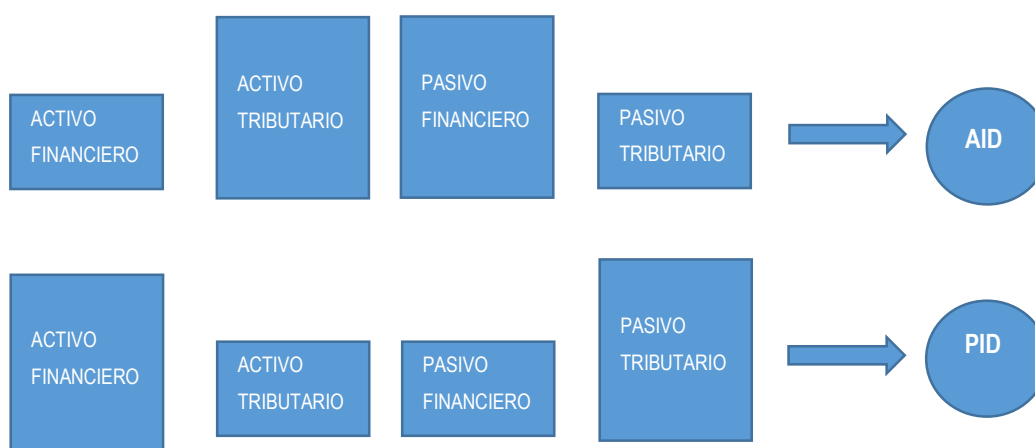 ACTIVO
FINANCIERO
ACTIVO
TRIBUTARIO
PASIVO
FINANCIERO
PASIVO
TRIBUTARIO
AID
ACTIVO
FINANCIERO
ACTIVO
TRIBUTARIO
PASIVO
FINANCIERO
PASIVO
TRIBUTARIO
PID